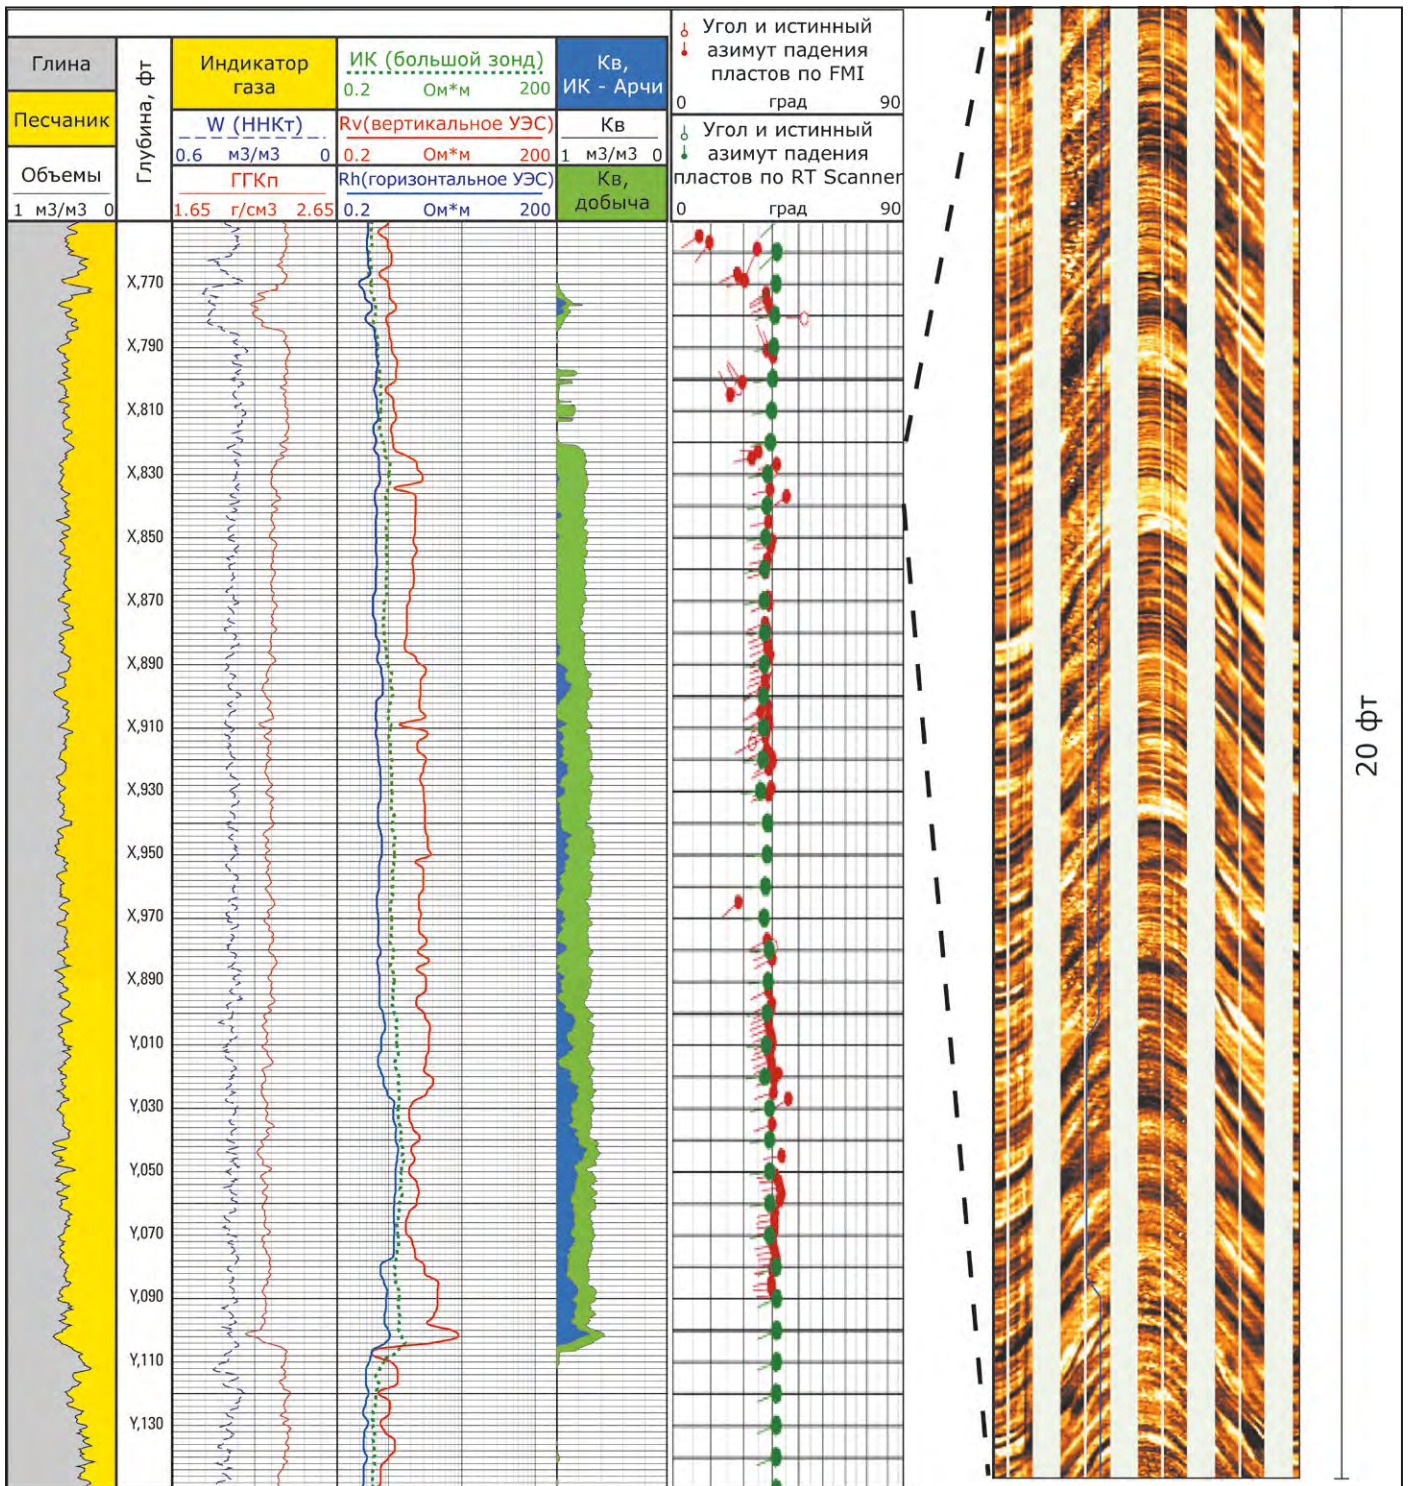 Глина
Песчаник
Объемы
1 м3/м3 0
Глубина, фт
Индикатор
газа
W (ННКт)
0.6 м3/м3 0
ГГКп
1.65 г/см3 2.65
ИК (большой зонд)
0.2 Ом*м 200
Rv(вертикальное УЭС)
0.2 Ом*м 200
Rh(горизонтальное УЭС)
0.2 Ом*м 200
Кв,
ИК - Арчи
Кв
1 м3/м3 0
Кв,
добыча
Угол и истинный
азимут падения
пластов по FMI
0 град 90
Угол и истинный
азимут падения
пластов по RT Scanner
0 град 90
X,770
X,790
X,810
X,830
X,850
X,870
X,890
X,910
X,930
X,950
X,970
X,890
Y,010
Y,030
Y,050
Y,070
Y,090
Y,110
Y,130
20 фт